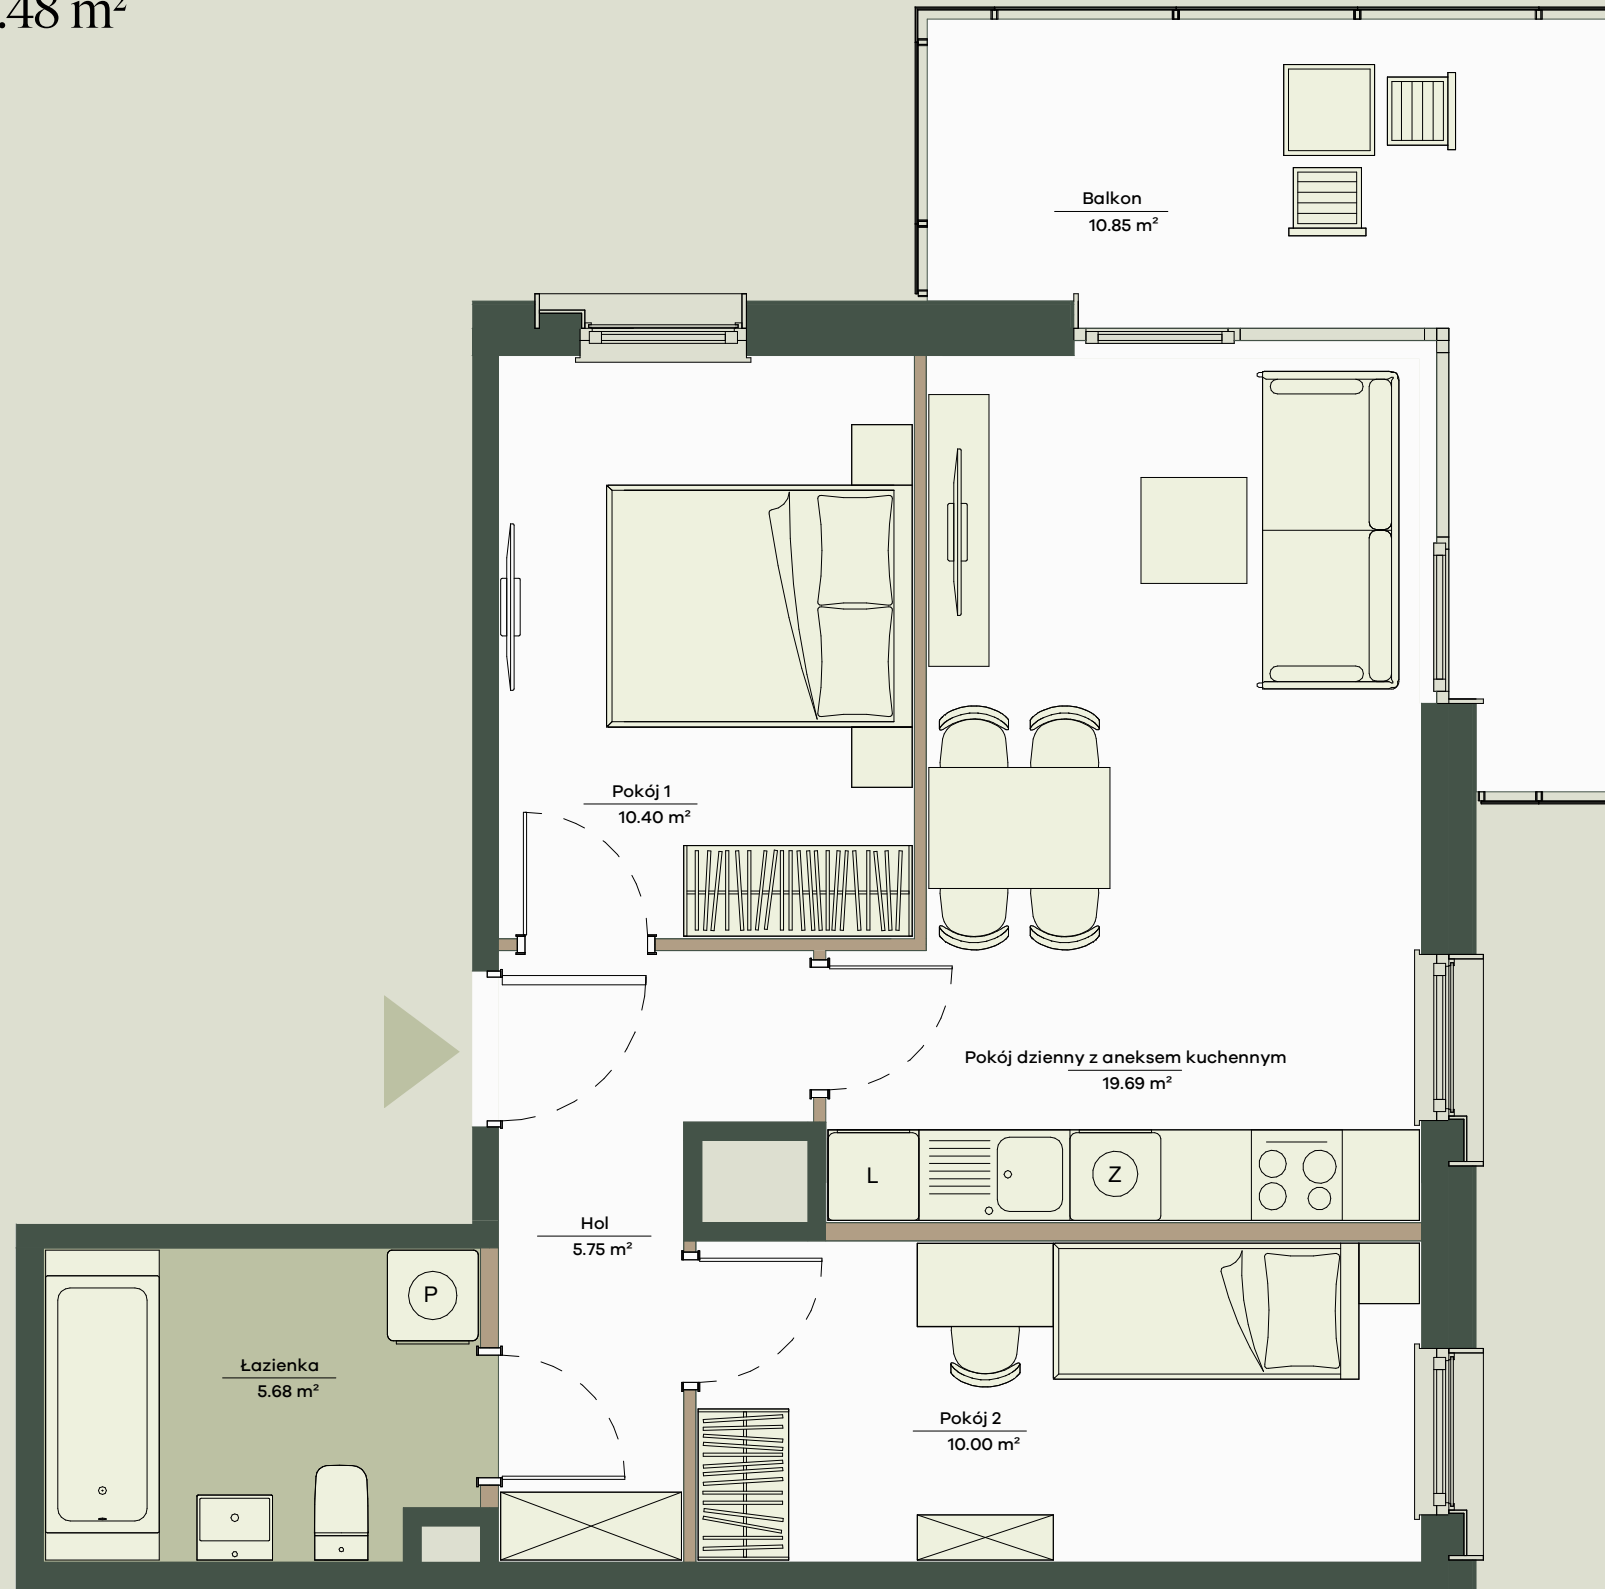 .48 m²
Balkon
10.85 m²
Pokój 1
10.40 m²
Pokój dzienny z aneksem kuchennym
19.69 m²
L
Z
Hol
5.75 m²
P
Łazienka
5.68 m²
Pokój 2
10.00 m²